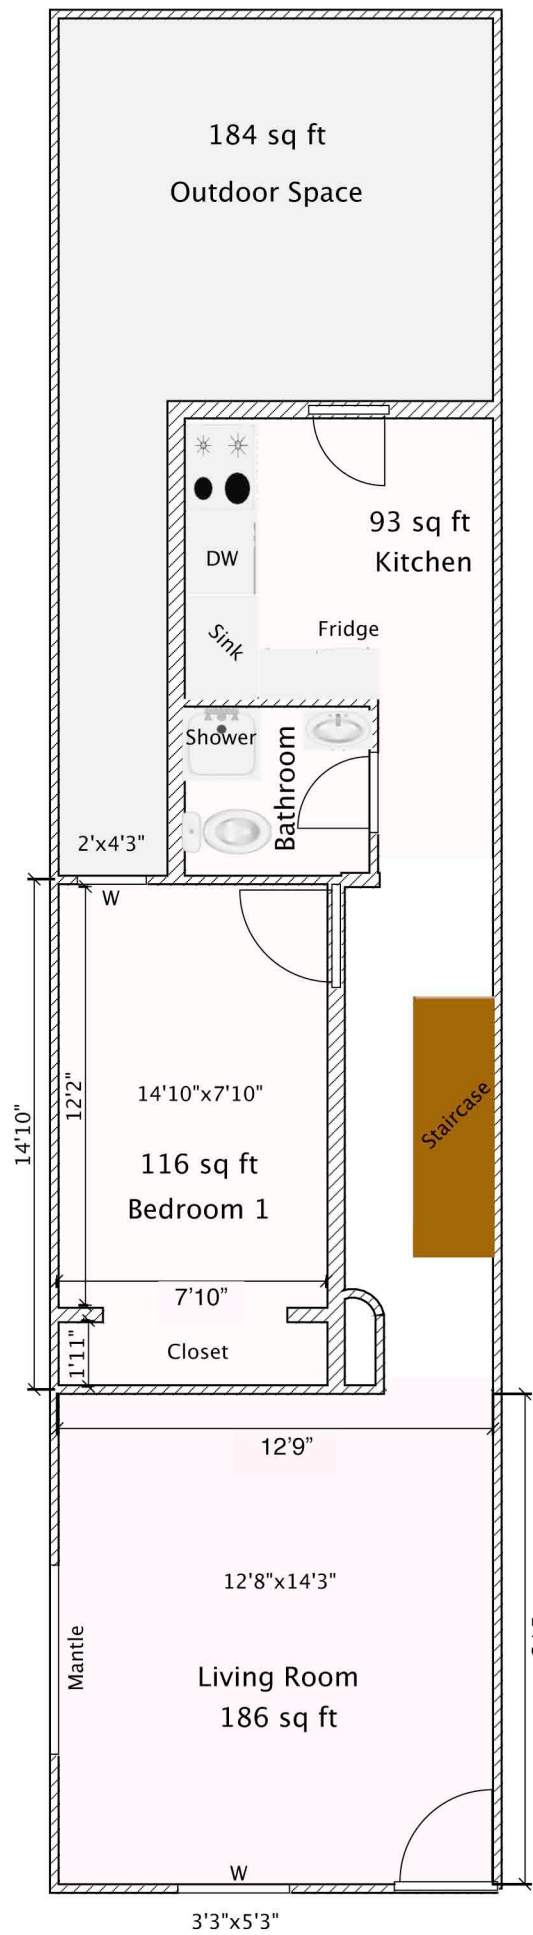 184 sq ft
Outdoor Space
93 sq ft
Kitchen
DW
Sink
Fridge
Shower
Bathroom
2'x4'3"
W
12'2"
14'10"
14'10"x7'10"
116 sq ft
Bedroom 1
Staircase
7'10”
1'11"
Closet
12'9”
12'8"x14'3"
Mantle
Living Room
186 sq ft
W
3'3"x5'3"